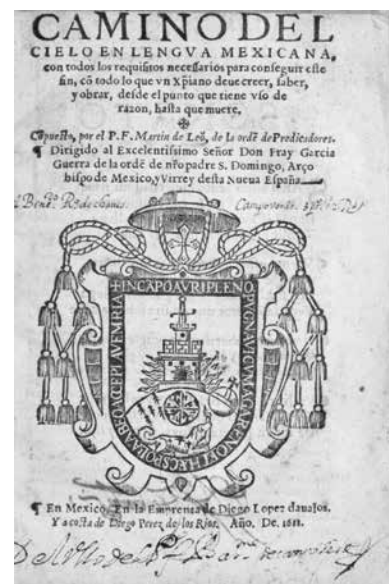 CAMINO DEL
CIELO EN LENGVA MEXICANA,
con todos los requisitos necessarios para conseguir este
fin, cõ todo lo que vn Xp̃iano deue creer, saber,
y obrar, desde el punto que tiene vso de
razon, hasta que muere.
Cõpuesto, por el P. F. Martin de Leõ, de la ordẽ de Predicadores.
¶ Dirigido al Excelentissimo Señor Don Fray Garcia
Guerra de la ordẽ de nr̃o padre S. Domingo, Arço
bispo de Mexico, y Virrey desta Nueua España
¶ En Mexico, En la Emprenta de Diego Lopez daualos.
Y a costa de Diego Perez de los Rios. Año, De. 1611.